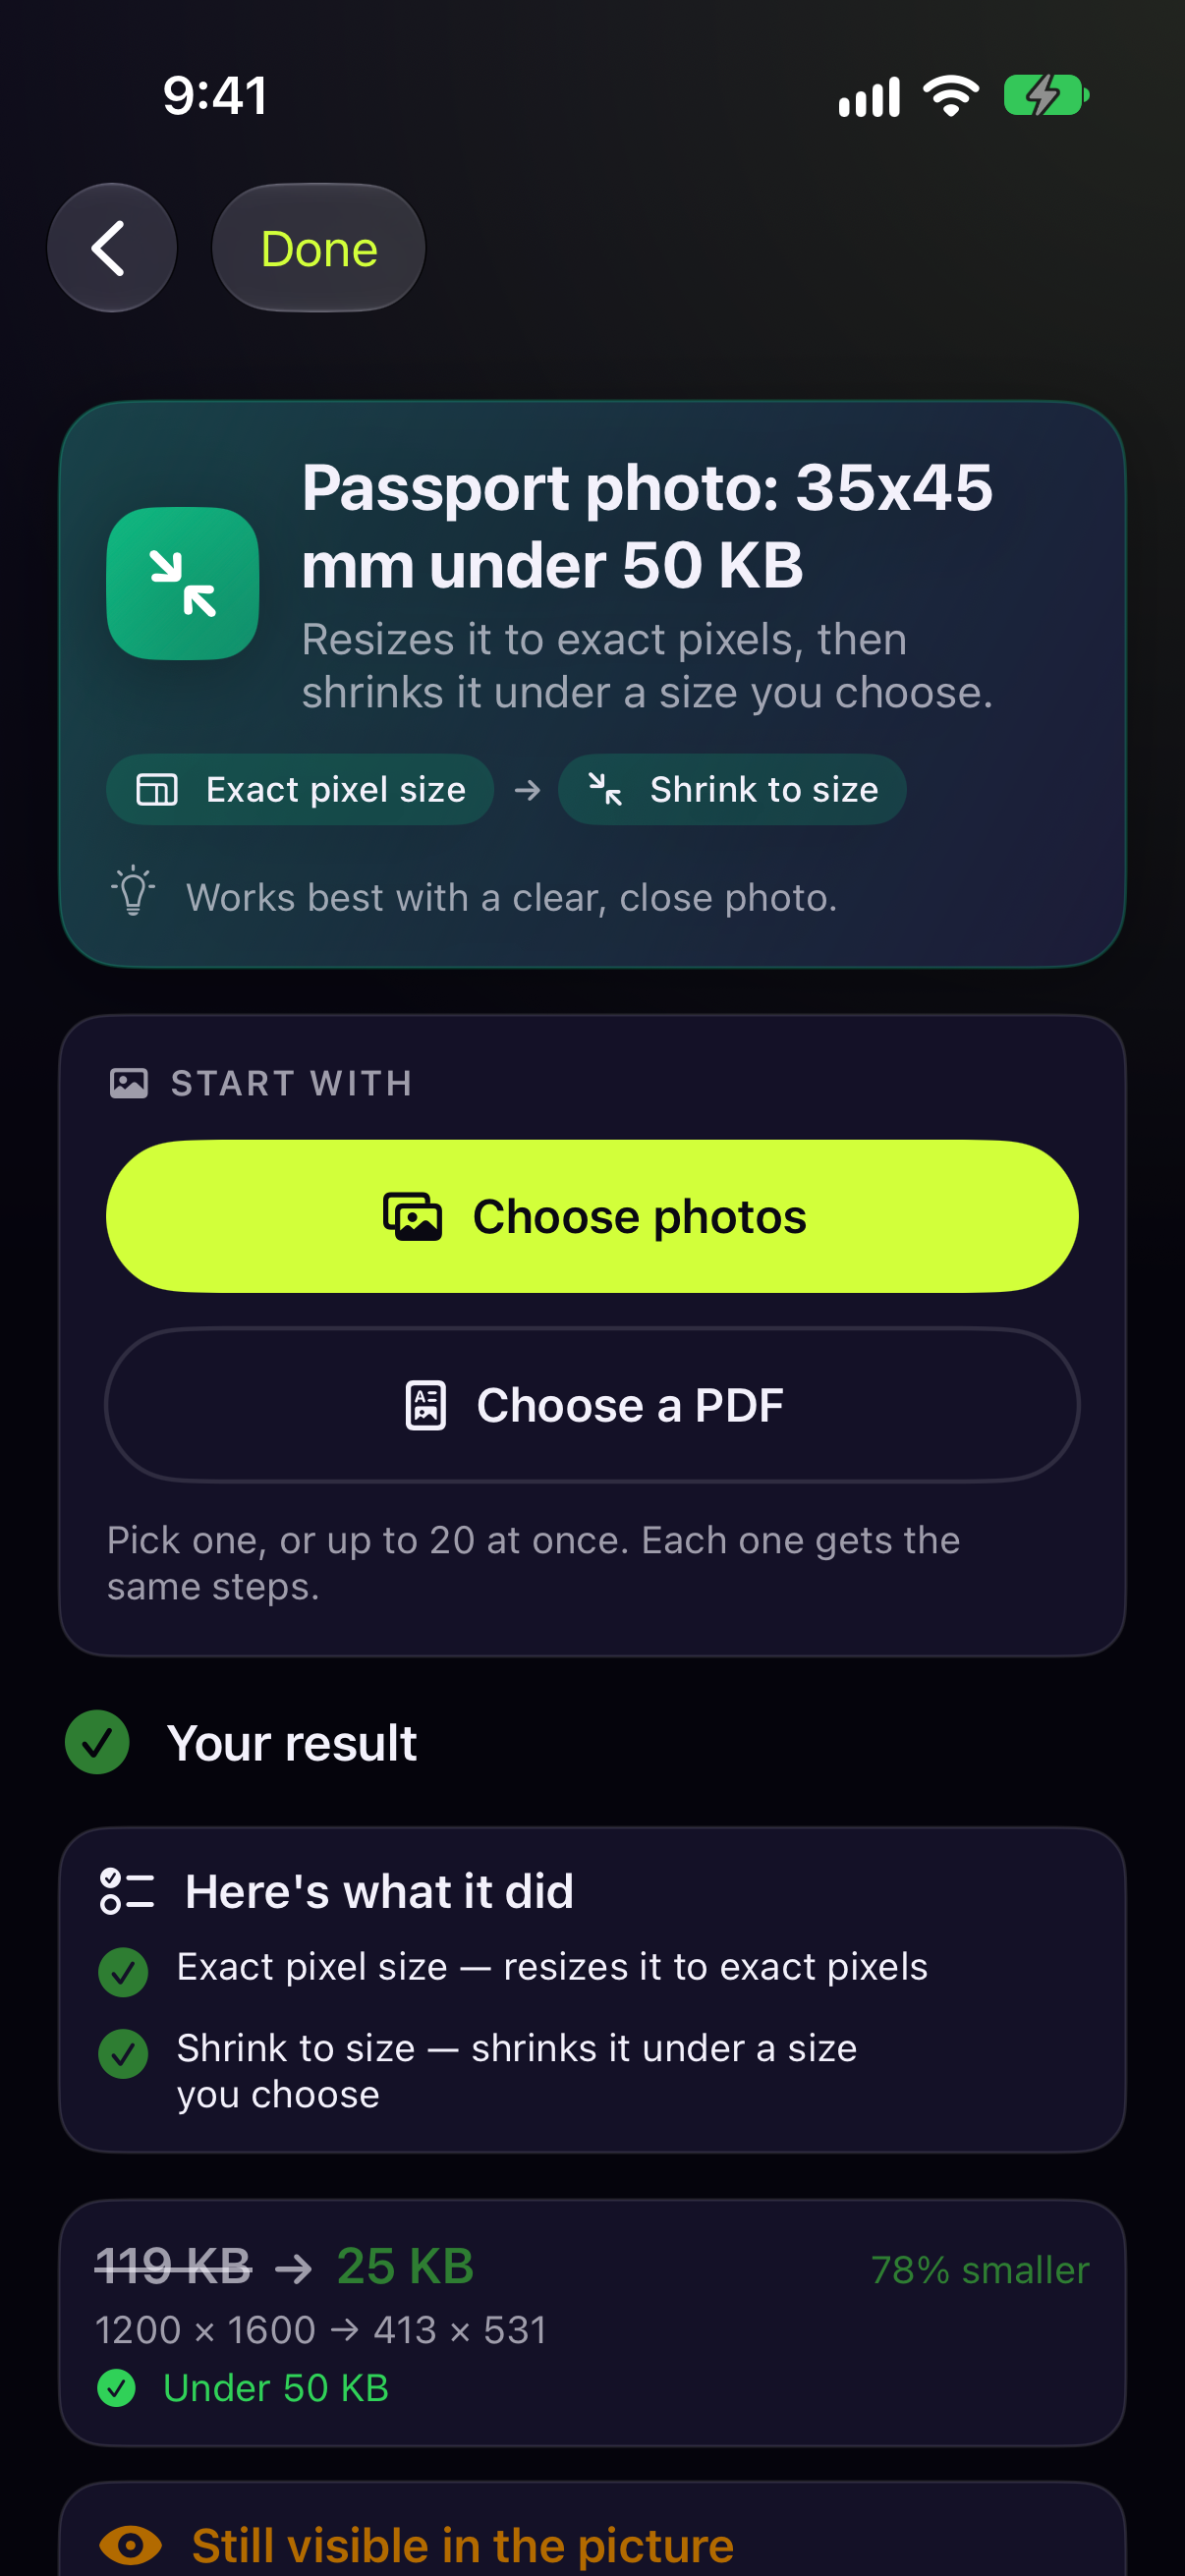 9:41
Done
Passport photo: 35x45
mm under 50 KB
Resizes it to exact pixels, then
shrinks it under a size you choose.
Exact pixel size → Shrink to size
Works best with a clear, close photo.
START WITH
Choose photos
Choose a PDF
Pick one, or up to 20 at once. Each one gets the
same steps.
Your result
Here's what it did
Exact pixel size — resizes it to exact pixels
Shrink to size — shrinks it under a size
you choose
119 KB → 25 KB 78% smaller
1200 × 1600 → 413 × 531
Under 50 KB
Still visible in the picture